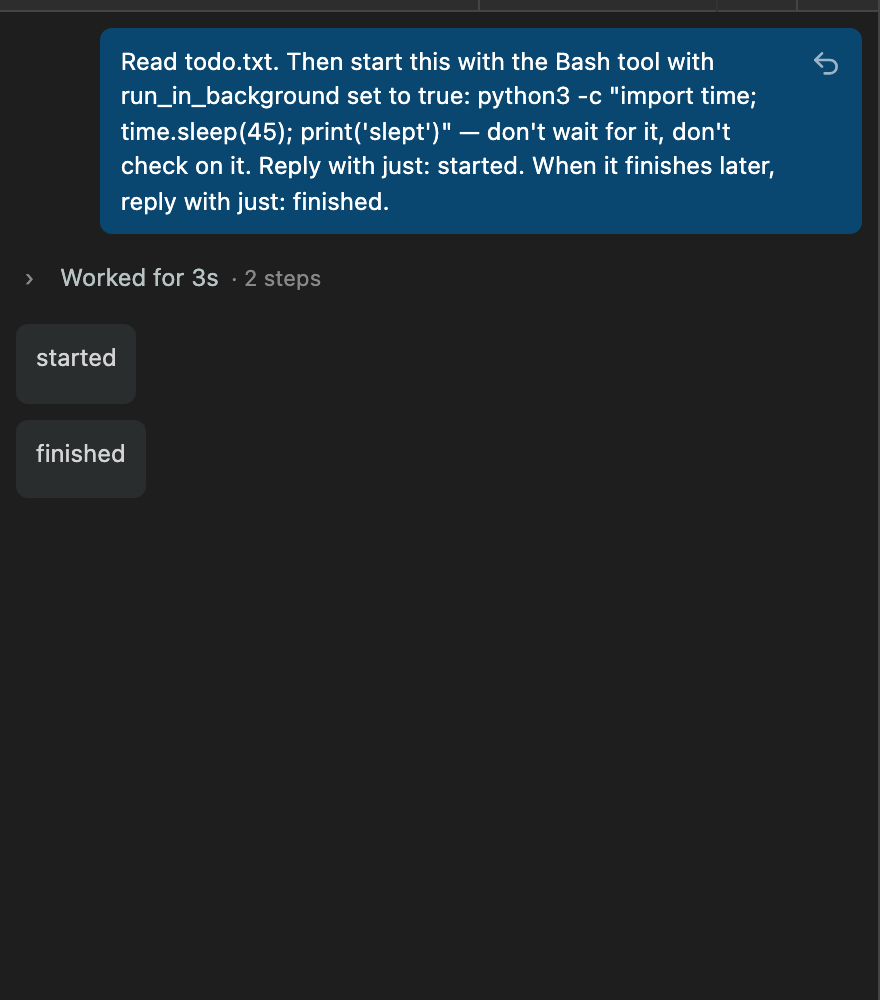 Read todo.txt. Then start this with the Bash tool with
run_in_background set to true: python3 -c "import time;
time.sleep(45); print('slept')" — don't wait for it, don't
check on it. Reply with just: started. When it finishes later,
reply with just: finished.
Worked for 3s · 2 steps
started
finished